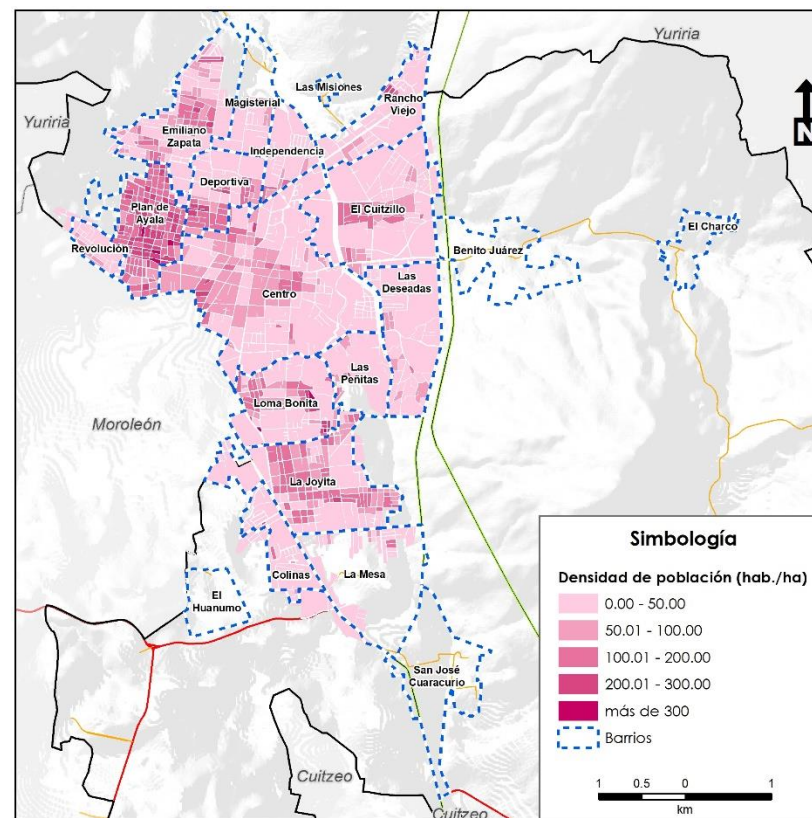 Yuriria
Las Misiones
Rancho
Viejo
Magisterial
Yuriria
Emiliano
Zapata
Independencia
N
Deportiva
Plan de
Ayala
El Cuitzillo
El Charco
Revolución
Benito Juárez
Las
Deseadas
Centro
Las
Peñitas
Loma Bonita
Moroleón
La Joyita
Colinas
La Mesa
El
Huanumo
San José
Cuaracurio
Cuitzeo
Cuitzeo
Simbología
Densidad de población (hab./ha)
0.00 - 50.00
50.01 - 100.00
100.01 - 200.00
200.01 - 300.00
más de 300
Barrios
1 0.5 0 1
km